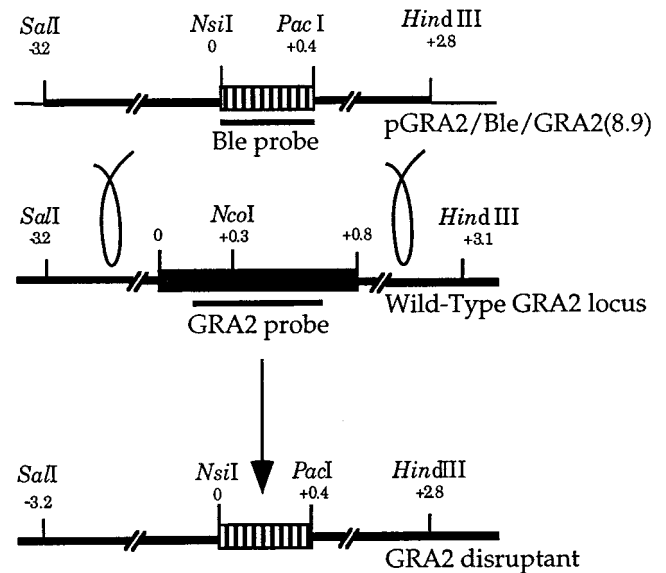 SalI NsiI PacI HindIII
-3.2 0 +0.4 +2.8
pGRA2/Ble/GRA2(8.9)
Ble probe
SalI NcoI HindIII
-3.2 0 +0.3 +0.8 +3.1
Wild-Type GRA2 locus
GRA2 probe
SalI NsiI PacI HindIII
-3.2 0 +0.4 +2.8
GRA2 disruptant